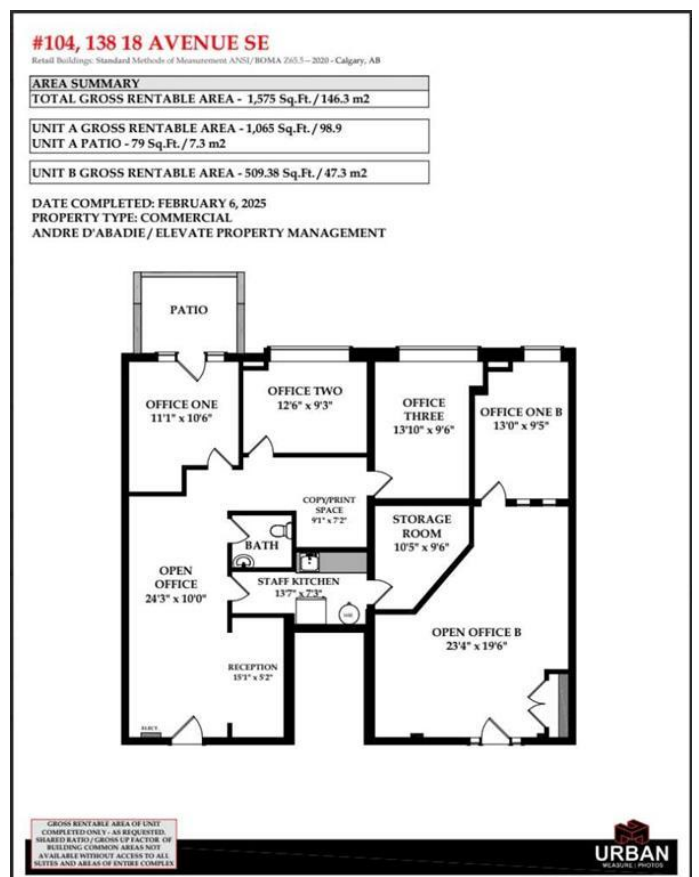 #104, 138 18 AVENUE SE
Retail Buildings: Standard Methods of Measurement ANSI/BOMA Z65.5 – 2020 - Calgary, AB
AREA SUMMARY
TOTAL GROSS RENTABLE AREA - 1,575 Sq.Ft. / 146.3 m2
UNIT A GROSS RENTABLE AREA - 1,065 Sq.Ft. / 98.9
UNIT A PATIO - 79 Sq.Ft. / 7.3 m2
UNIT B GROSS RENTABLE AREA - 509.38 Sq.Ft. / 47.3 m2
DATE COMPLETED: FEBRUARY 6, 2025
PROPERTY TYPE: COMMERCIAL
ANDRE D'ABADIE / ELEVATE PROPERTY MANAGEMENT
PATIO
OFFICE ONE
11'1" x 10'6"
OFFICE TWO
12'6" x 9'3"
OFFICE
THREE
13'10" x 9'6"
OFFICE ONE B
13'0" x 9'5"
COPY/PRINT
SPACE
9'1" x 7'2"
STORAGE
ROOM
10'5" x 9'6"
BATH
OPEN
OFFICE
24'3" x 10'0"
STAFF KITCHEN
13'7" x 7'3"
OPEN OFFICE B
23'4" x 19'6"
RECEPTION
15'1" x 5'2"
ELECT.
GROSS RENTABLE AREA OF UNIT
COMPLETED ONLY - AS REQUESTED.
SHARED RATIO / GROSS UP FACTOR OF
BUILDING COMMON AREAS NOT
AVAILABLE WITHOUT ACCESS TO ALL
SUITES AND AREAS OF ENTIRE COMPLEX
URBAN
MEASURE | PHOTOS